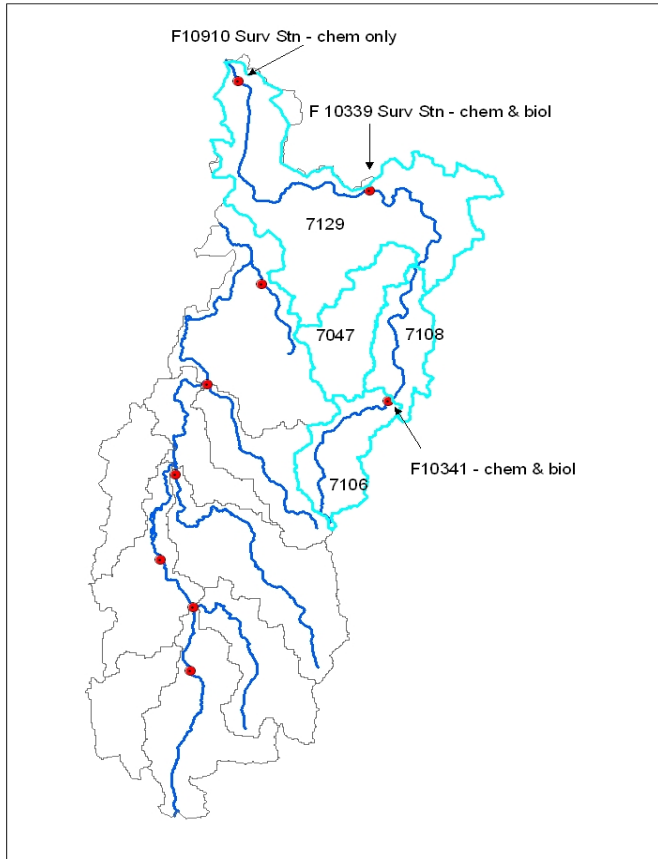 F10910 Surv Stn - chem only
F 10339 Surv Stn - chem & biol
7129
7047
7108
F10341 - chem & biol
7106